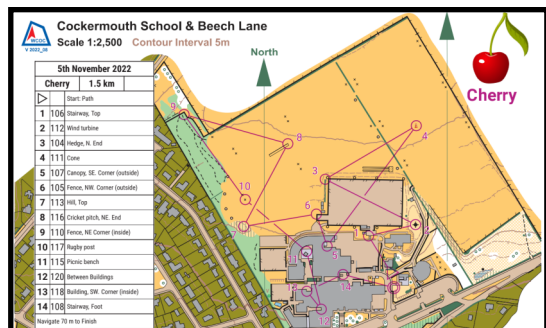 Cockermouth School & Beech Lane
WCOC
V 2022_08
Scale 1:2,500 Contour Interval 5m
North
Cherry
5th November 2022
Cherry 1.5 km
Start: Path
1 106 Stairway, Top
2 112 Wind turbine
3 104 Hedge, N. End
4 111 Cone
5 107 Canopy, SE. Corner (outside)
6 105 Fence, NW. Corner (outside)
7 113 Hill, Top
8 116 Cricket pitch, NE. End
9 110 Fence, NE Corner (inside)
10 117 Rugby post
11 115 Picnic bench
12 120 Between Buildings
13 118 Building, SW. Corner (inside)
14 108 Stairway, Foot
Navigate 70 m to Finish
9
8
4
3
10
6
7
1
5
11
14